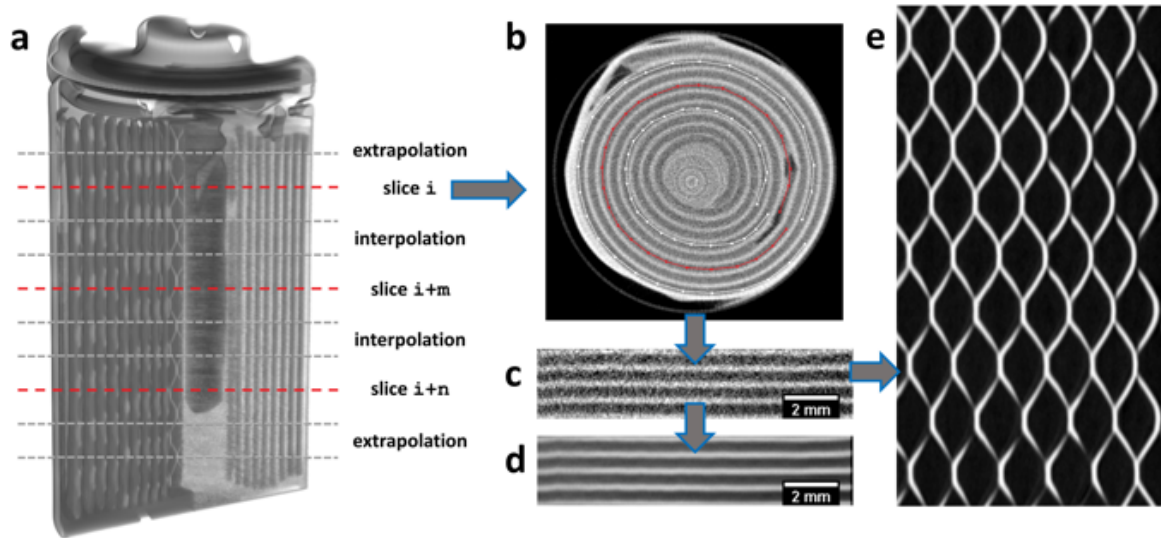 a
b
e
extrapolation
slice i
interpolation
slice i+m
interpolation
slice i+n
extrapolation
c
2 mm
d
2 mm